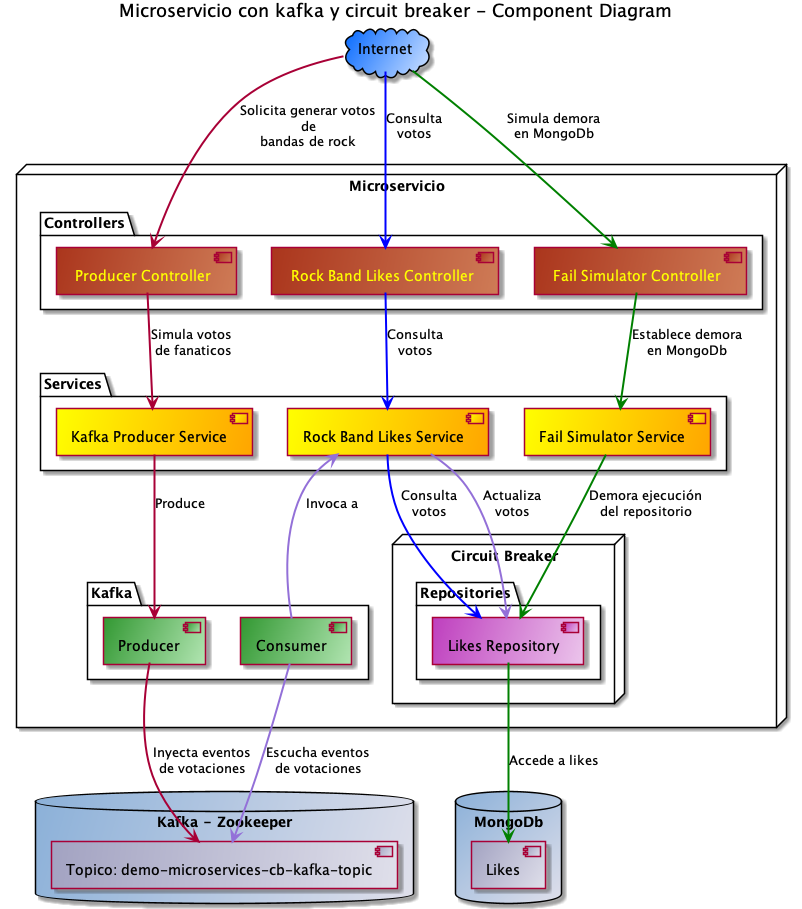 Microservicio con kafka y circuit breaker - Component Diagram
Internet
Solicita generar votos
de
bandas de rock
Consulta
votos
Simula demora
en MongoDb
Microservicio
Controllers
Producer Controller
Rock Band Likes Controller
Fail Simulator Controller
Simula votos
de fanaticos
Consulta
votos
Establece demora
en MongoDb
Services
Kafka Producer Service
Rock Band Likes Service
Fail Simulator Service
Produce
Invoca a
Consulta
votos
Actualiza
votos
Demora ejecución
del repositorio
Circuit Breaker
Kafka
Repositories
Producer
Consumer
Likes Repository
Inyecta eventos
de votaciones
Escucha eventos
de votaciones
Accede a likes
Kafka - Zookeeper
MongoDb
Topico: demo-microservices-cb-kafka-topic
Likes